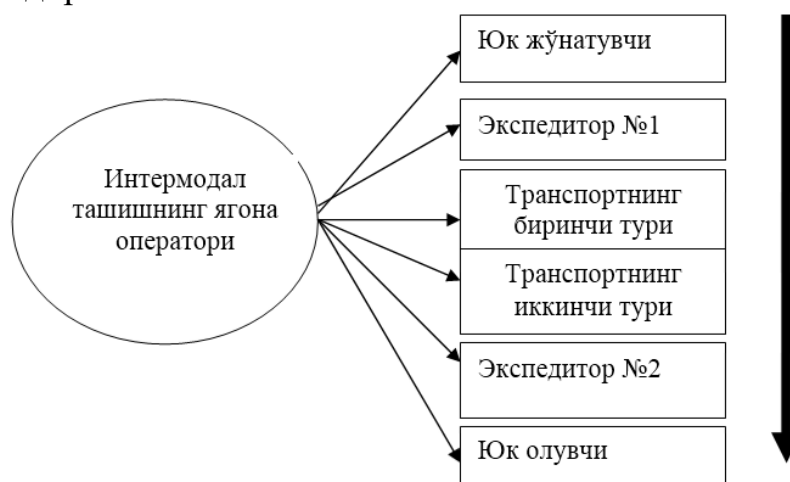 Интермодал
ташишнинг ягона
оператори
Юк жўнатувчи
Экспедитор №1
Транспортнинг
биринчи тури
Транспортнинг
иккинчи тури
Экспедитор №2
Юк олувчи